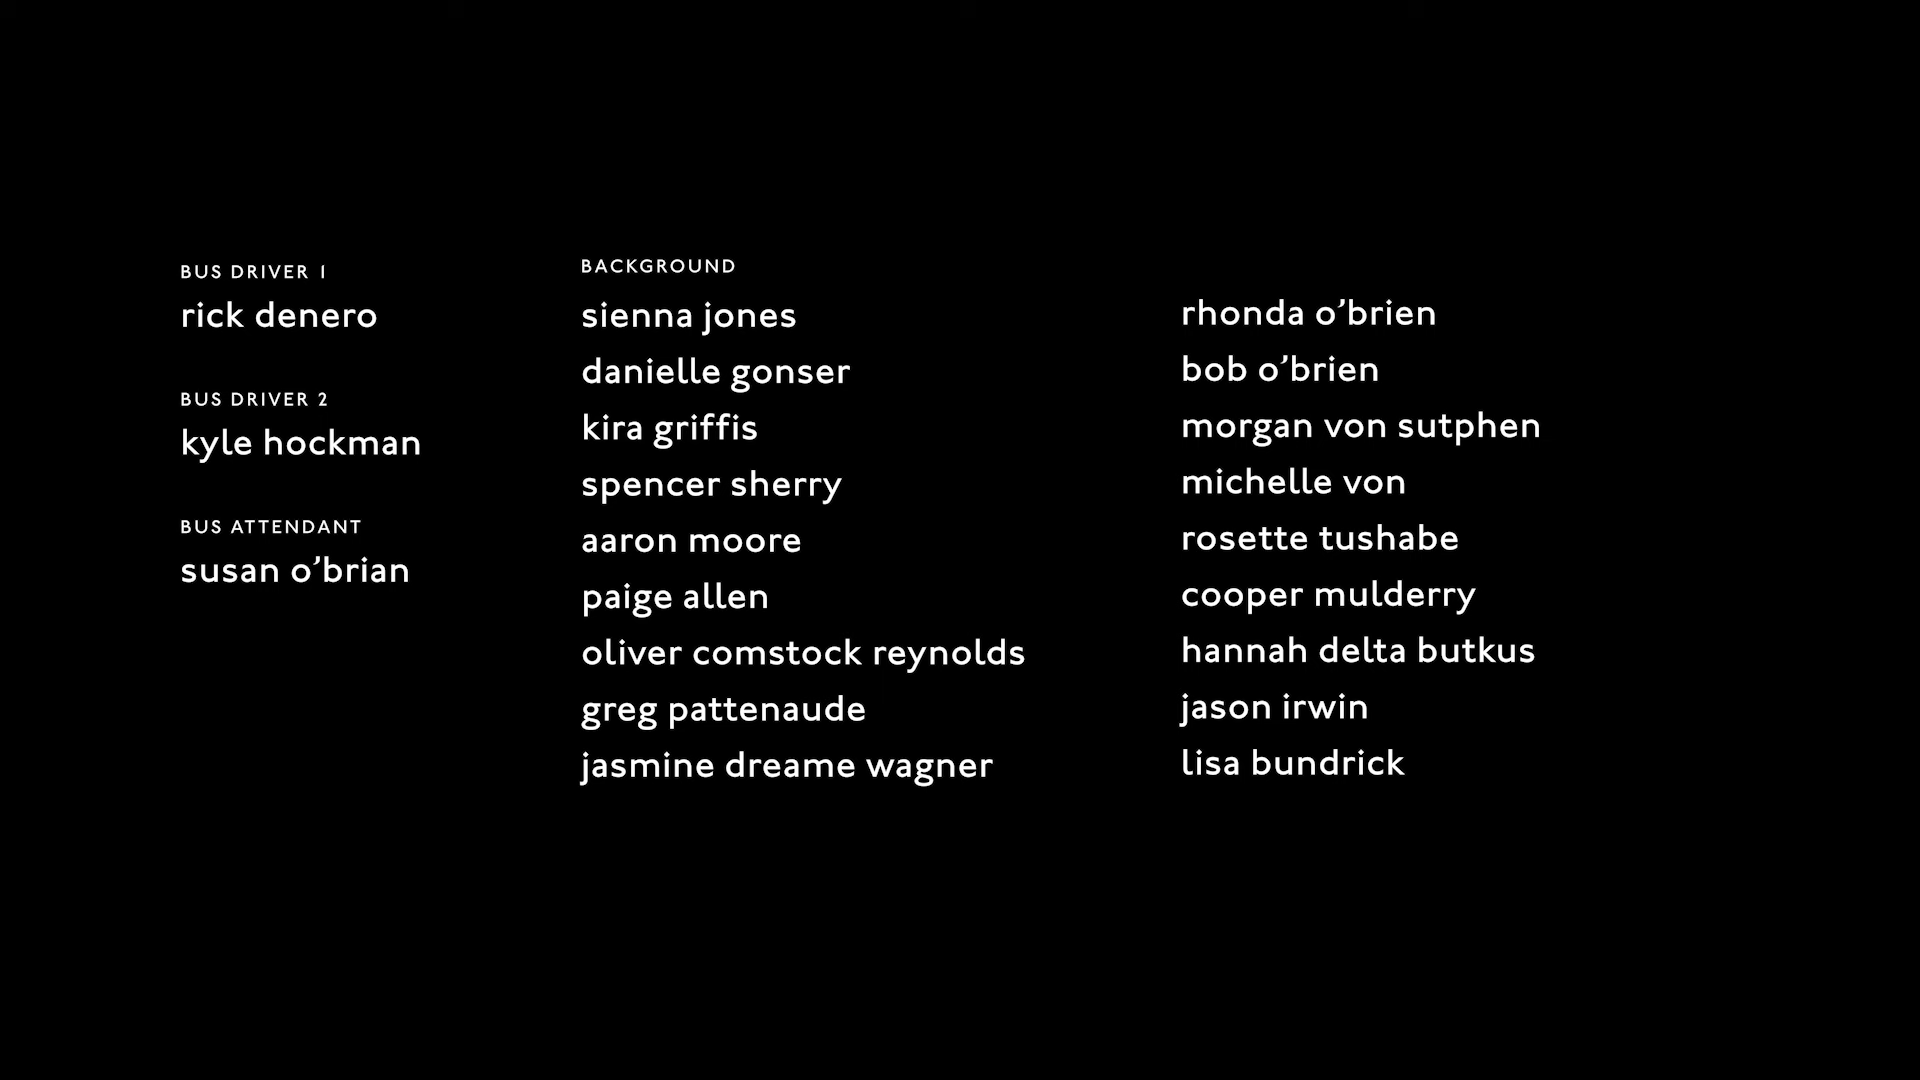 BUS DRIVER 1
rick denero
BUS DRIVER 2
kyle hockman
BUS ATTENDANT
susan o’brian
BACKGROUND
sienna jones
danielle gonser
kira griffis
spencer sherry
aaron moore
paige allen
oliver comstock reynolds
greg pattenaude
jasmine dreame wagner
rhonda o’brien
bob o’brien
morgan von sutphen
michelle von
rosette tushabe
cooper mulderry
hannah delta butkus
jason irwin
lisa bundrick